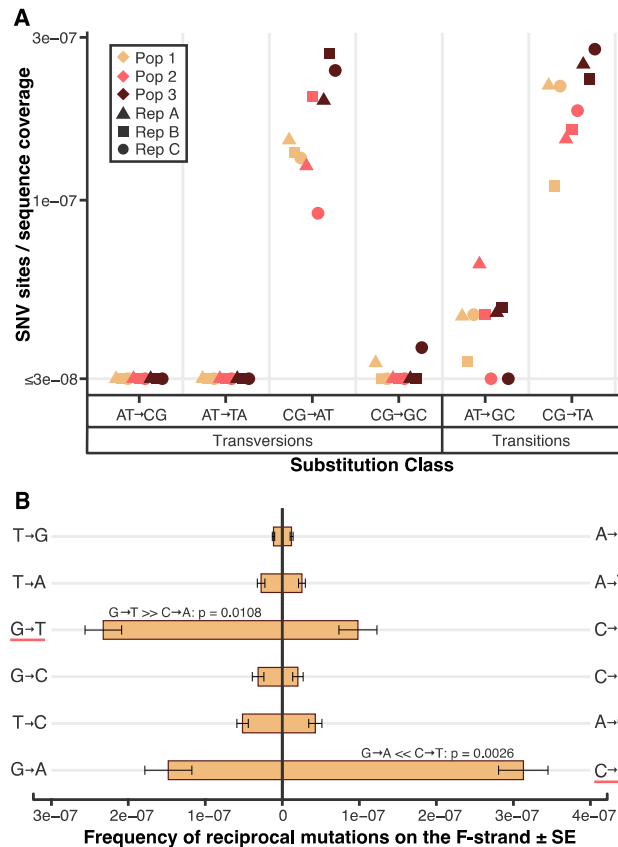 A
SNV sites / sequence coverage
3e-07
1e-07
≤3e-08
Pop 1
Pop 2
Pop 3
Rep A
Rep B
Rep C
AT→CG AT→TA CG→AT CG→GC AT→GC CG→TA
Transversions Transitions
Substitution Class
B
T→G A→
T→A A→
G→T >> C→A: p = 0.0108
G→T C→
G→C C→
T→C A→
G→A << C→T: p = 0.0026
G→A C→
3e-07 2e-07 1e-07 0 1e-07 2e-07 3e-07 4e-07
Frequency of reciprocal mutations on the F-strand ± SE